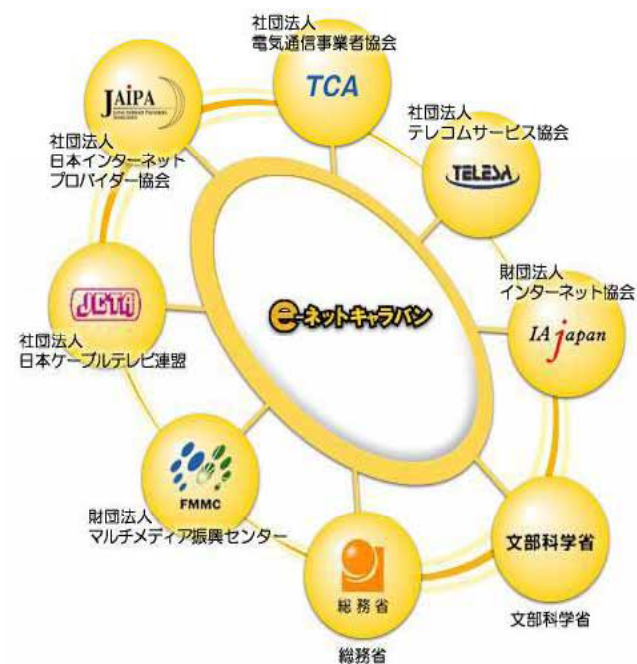 社団法人
電気通信事業者協会
TCA
JAIPA
社団法人
日本インターネット
プロバイダー協会
社団法人
テレコムサービス協会
TELESA
財団法人
インターネット協会
IAjapan
e-ネットキャラバン
JCTA
社団法人
日本ケーブルテレビ連盟
FMMC
財団法人
マルチメディア振興センター
文部科学省
文部科学省
総務省
総務省